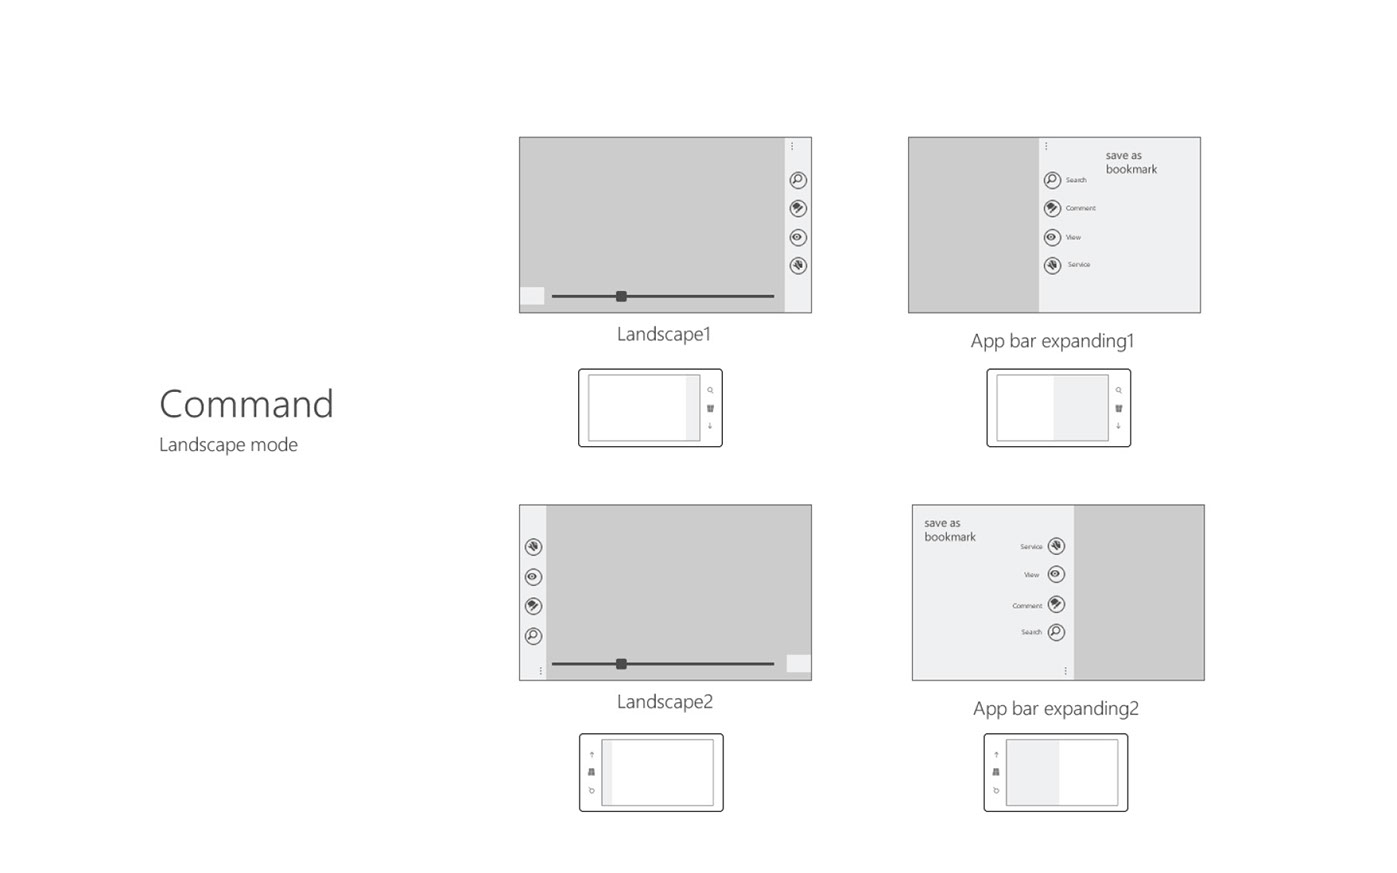 Command
Landscape mode
Landscape1
save as
bookmark
Search
Comment
View
Service
App bar expanding1
Landscape2
save as
bookmark
Service
View
Comment
Search
App bar expanding2